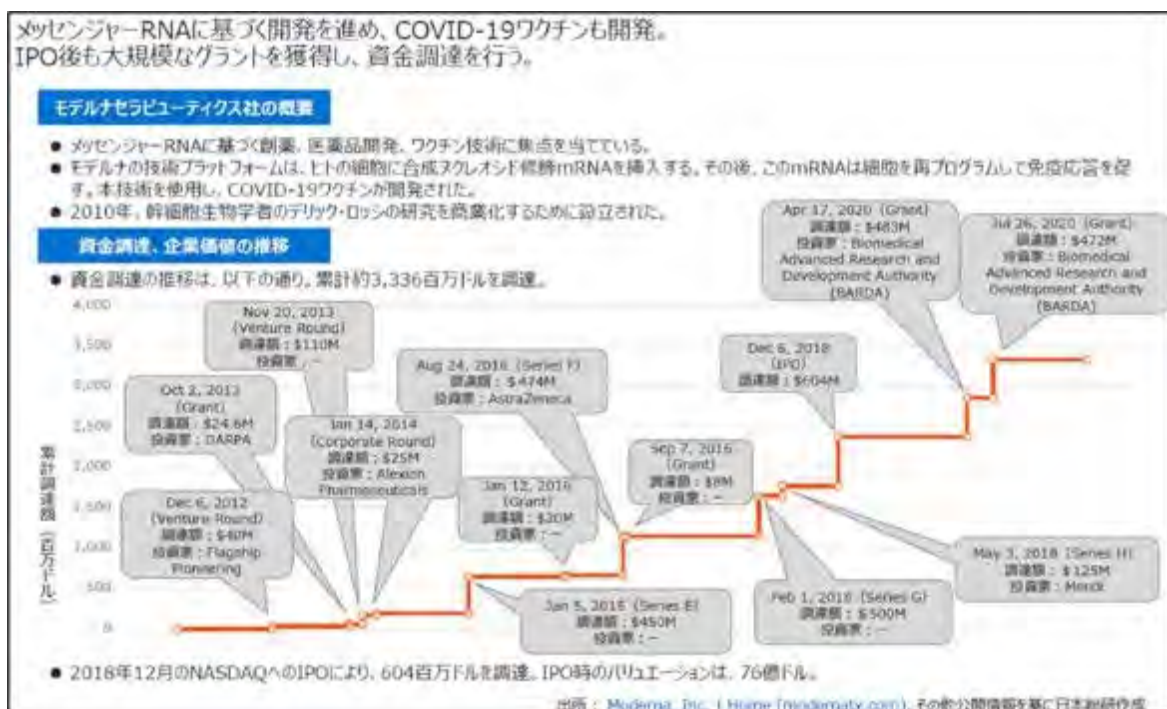 メッセンジャーRNAに基づく開発を進め、COVID-19ワクチンも開発。
IPO後も大規模なグラントを獲得し、資金調達を行う。
モデルナセラピューティクス社の概要
● メッセンジャーRNAに基づく創薬、医薬品開発、ワクチン技術に焦点を当てている。
● モデルナの技術プラットフォームは、ヒトの細胞に合成ヌクレオシド修飾mRNAを挿入する。その後、このmRNAは細胞を再プログラムして免疫応答を促
す。本技術を使用し、COVID-19ワクチンが開発された。
● 2010年、幹細胞生物学者のデリック・ロッシの研究を商業化するために設立された。
資金調達、企業価値の推移
● 資金調達の推移は、以下の通り。累計約3,336百万ドルを調達。
累計調達額(百万ドル)
4,000
3,500
3,000
2,500
2,000
1,500
1,000
500
0
Dec 6, 2012
(Venture Round)
調達額:$40M
投資家:Flagship
Pioneering
Oct 2, 2013
(Grant)
調達額:$24.6M
投資家:DARPA
Nov 20, 2013
(Venture Round)
調達額:$110M
投資家:-
Jan 14, 2014
(Corporate Round)
調達額:$25M
投資家:Alexion
Pharmaceuticals
Jan 5, 2015 (Series E)
調達額:$450M
投資家:-
Jan 12, 2016
(Grant)
調達額:$20M
投資家:-
Aug 24, 2016 (Series F)
調達額:$474M
投資家:AstraZeneca
Sep 7, 2016
(Grant)
調達額:$8M
投資家:-
Feb 1, 2018 (Series G)
調達額:$500M
投資家:-
May 3, 2018 (Series H)
調達額:$125M
投資家:Merck
Dec 6, 2018
(IPO)
調達額:$604M
Apr 17, 2020 (Grant)
調達額:$483M
投資家:Biomedical
Advanced Research and
Development Authority
(BARDA)
Jul 26, 2020 (Grant)
調達額:$472M
投資家:Biomedical
Advanced Research and
Development Authority
(BARDA)
● 2018年12月のNASDAQへのIPOにより、604百万ドルを調達。IPO時のバリュエーションは、76億ドル。
出所: Moderna, Inc. | Home (modernatx.com)、その他公開情報を基に日本総研作成